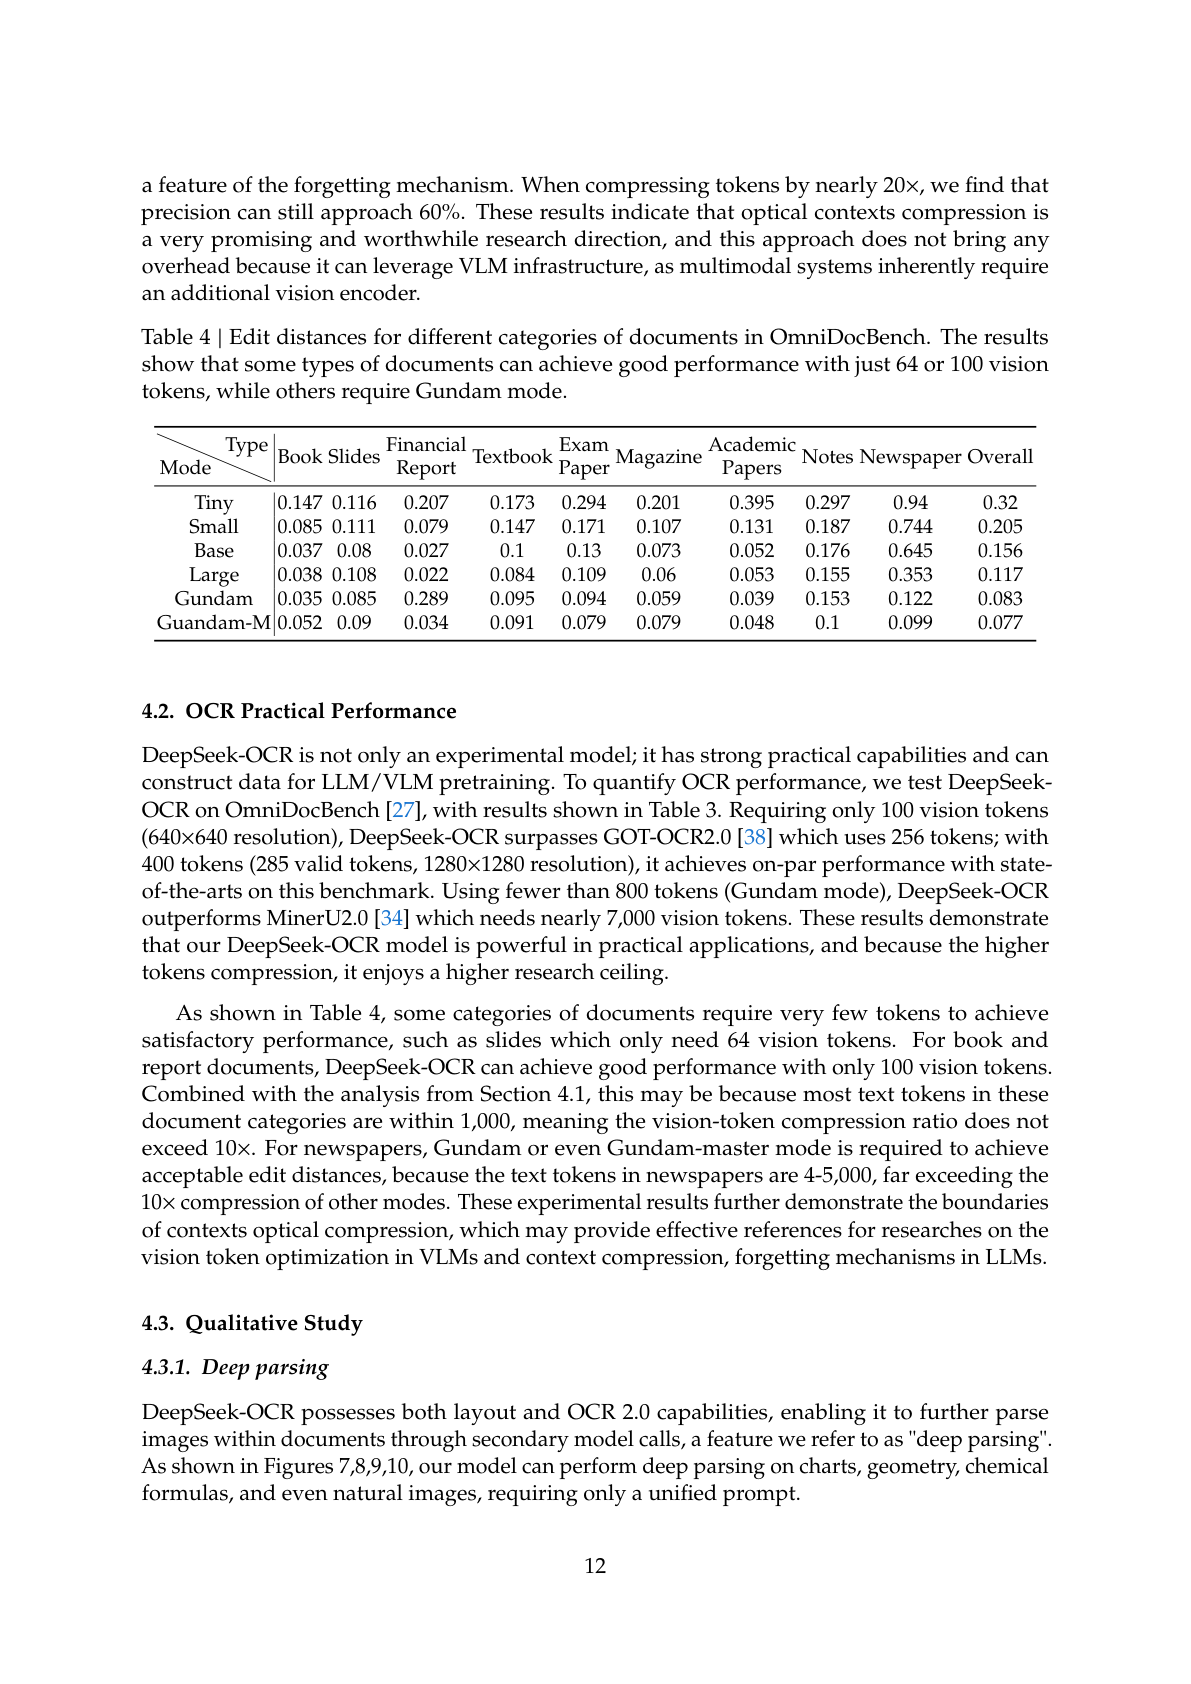 a feature of the forgetting mechanism. When compressing tokens by nearly 20×, we find that
precision can still approach 60%. These results indicate that optical contexts compression is
a very promising and worthwhile research direction, and this approach does not bring any
overhead because it can leverage VLM infrastructure, as multimodal systems inherently require
an additional vision encoder.
Table 4 | Edit distances for different categories of documents in OmniDocBench. The results
show that some types of documents can achieve good performance with just 64 or 100 vision
tokens, while others require Gundam mode.
Mode Type Book Slides Financial Report Textbook Exam Paper Magazine Academic Papers Notes Newspaper Overall
Tiny 0.147 0.116 0.207 0.173 0.294 0.201 0.395 0.297 0.94 0.32
Small 0.085 0.111 0.079 0.147 0.171 0.107 0.131 0.187 0.744 0.205
Base 0.037 0.08 0.027 0.1 0.13 0.073 0.052 0.176 0.645 0.156
Large 0.038 0.108 0.022 0.084 0.109 0.06 0.053 0.155 0.353 0.117
Gundam 0.035 0.085 0.289 0.095 0.094 0.059 0.039 0.153 0.122 0.083
Guandam-M 0.052 0.09 0.034 0.091 0.079 0.079 0.048 0.1 0.099 0.077
4.2. OCR Practical Performance
DeepSeek-OCR is not only an experimental model; it has strong practical capabilities and can
construct data for LLM/VLM pretraining. To quantify OCR performance, we test DeepSeek-
OCR on OmniDocBench [27], with results shown in Table 3. Requiring only 100 vision tokens
(640×640 resolution), DeepSeek-OCR surpasses GOT-OCR2.0 [38] which uses 256 tokens; with
400 tokens (285 valid tokens, 1280×1280 resolution), it achieves on-par performance with state-
of-the-arts on this benchmark. Using fewer than 800 tokens (Gundam mode), DeepSeek-OCR
outperforms MinerU2.0 [34] which needs nearly 7,000 vision tokens. These results demonstrate
that our DeepSeek-OCR model is powerful in practical applications, and because the higher
tokens compression, it enjoys a higher research ceiling.
As shown in Table 4, some categories of documents require very few tokens to achieve
satisfactory performance, such as slides which only need 64 vision tokens. For book and
report documents, DeepSeek-OCR can achieve good performance with only 100 vision tokens.
Combined with the analysis from Section 4.1, this may be because most text tokens in these
document categories are within 1,000, meaning the vision-token compression ratio does not
exceed 10×. For newspapers, Gundam or even Gundam-master mode is required to achieve
acceptable edit distances, because the text tokens in newspapers are 4-5,000, far exceeding the
10× compression of other modes. These experimental results further demonstrate the boundaries
of contexts optical compression, which may provide effective references for researches on the
vision token optimization in VLMs and context compression, forgetting mechanisms in LLMs.
4.3. Qualitative Study
4.3.1. Deep parsing
DeepSeek-OCR possesses both layout and OCR 2.0 capabilities, enabling it to further parse
images within documents through secondary model calls, a feature we refer to as "deep parsing".
As shown in Figures 7,8,9,10, our model can perform deep parsing on charts, geometry, chemical
formulas, and even natural images, requiring only a unified prompt.
12